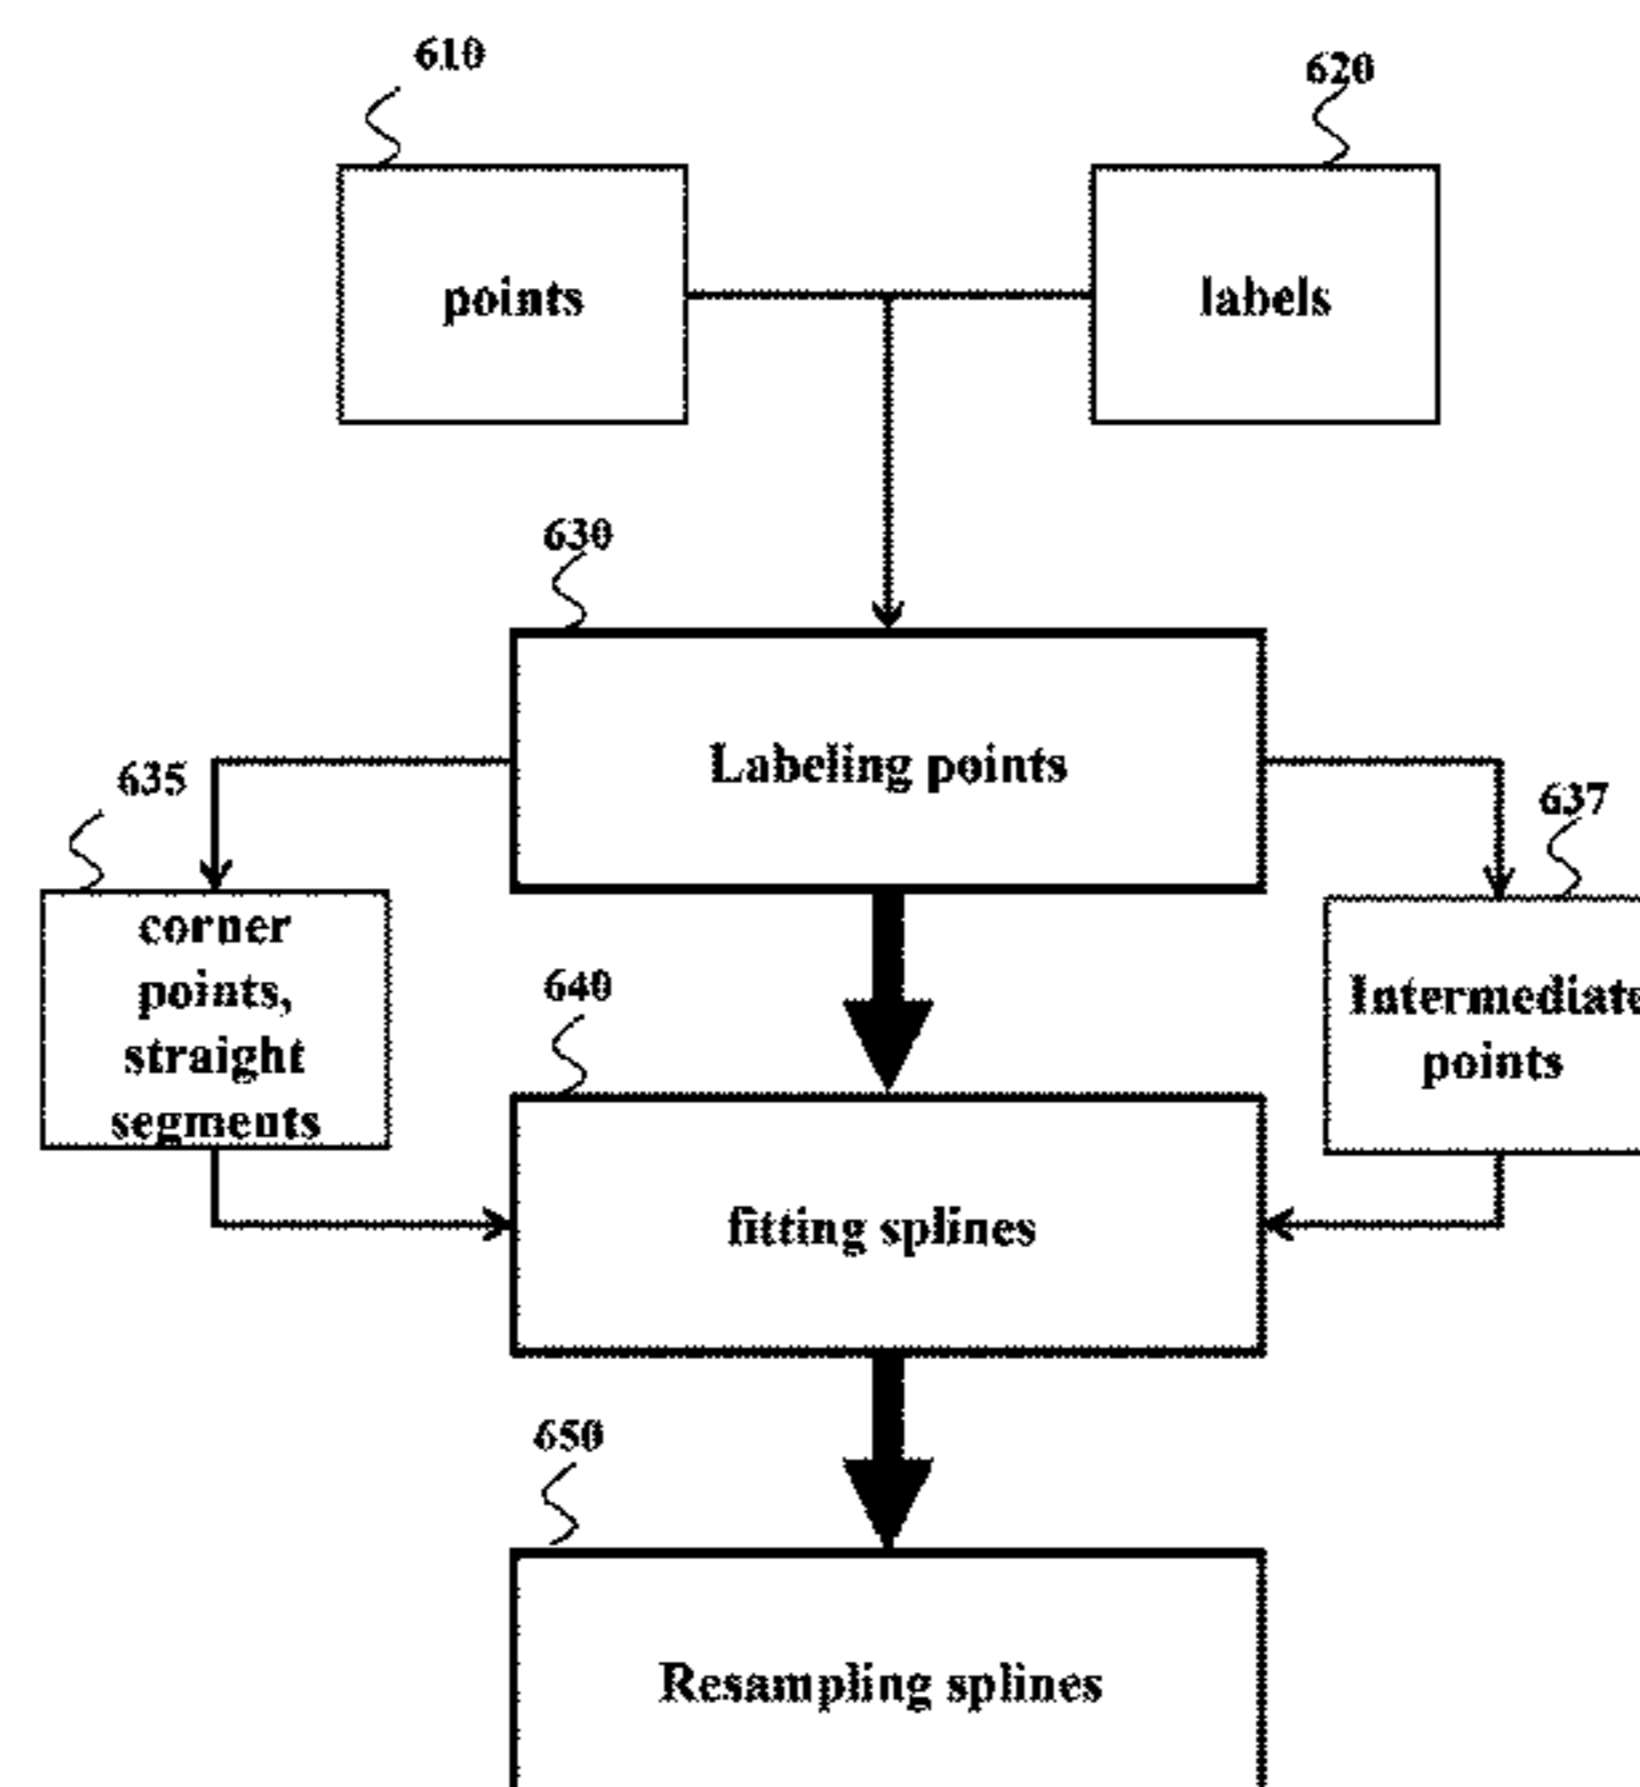 610
620
points
labels
630
Labeling points
635
637
corner
points,
straight
segments
Intermediate
points
640
fitting splines
650
Resampling splines